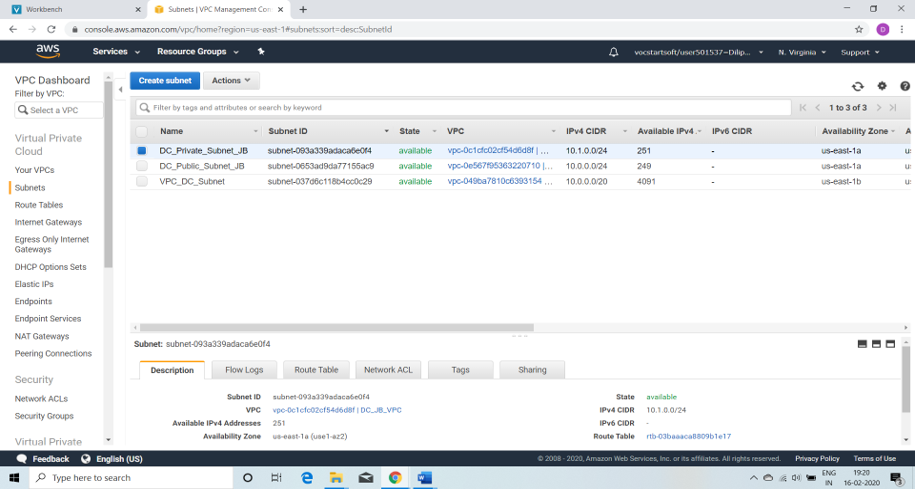 Workbench
Subnets | VPC Management Con
console.aws.amazon.com/vpc/home?region=us-east-1#subnets:sort=desc:SubnetId
D
aws Services Resource Groups vocstartsoft/user501537=Dilip... N. Virginia Support
VPC Dashboard
Filter by VPC:
Select a VPC
Virtual Private
Cloud
Your VPCs
Subnets
Route Tables
Internet Gateways
Egress Only Internet
Gateways
DHCP Options Sets
Elastic IPs
Endpoints
Endpoint Services
NAT Gateways
Peering Connections
Security
Network ACLs
Security Groups
Virtual Private
Create subnet Actions
Filter by tags and attributes or search by keyword
1 to 3 of 3
Name Subnet ID State VPC IPv4 CIDR Available IPv4 IPv6 CIDR Availability Zone A
DC_Private_Subnet_JB subnet-093a339adaca6e0f4 available vpc-0c1cfc02cf54d6d8f | ... 10.1.0.0/24 251 - us-east-1a us
DC_Public_Subnet_JB subnet-0653ad9da77155ac9 available vpc-0e567f95363220710 |... 10.0.0.0/24 249 - us-east-1a us
VPC_DC_Subnet subnet-037d6c118b4cc0c29 available vpc-049ba7810c6393154 ... 10.0.0.0/20 4091 - us-east-1b us
Subnet: subnet-093a339adaca6e0f4
Description Flow Logs Route Table Network ACL Tags Sharing
Subnet ID subnet-093a339adaca6e0f4 State available
VPC vpc-0c1cfc02cf54d6d8f | DC_JB_VPC IPv4 CIDR 10.1.0.0/24
Available IPv4 Addresses 251 IPv6 CIDR -
Availability Zone us-east-1a (use1-az2) Route Table rtb-03baaaca8809b1e17
Feedback English (US) © 2008 - 2020, Amazon Web Services, Inc. or its affiliates. All rights reserved. Privacy Policy Terms of Use
Type here to search
ENG
IN
19:20
16-02-2020
3